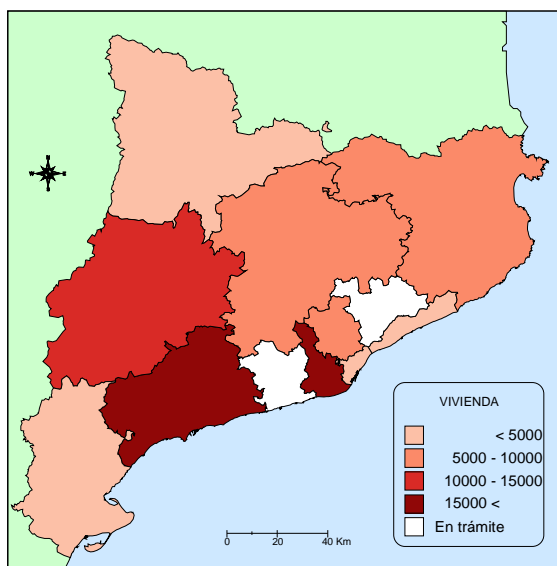 N
W E
S
VIVIENDA
< 5000
5000 - 10000
10000 - 15000
15000 <
En trámite
0 20 40 Km